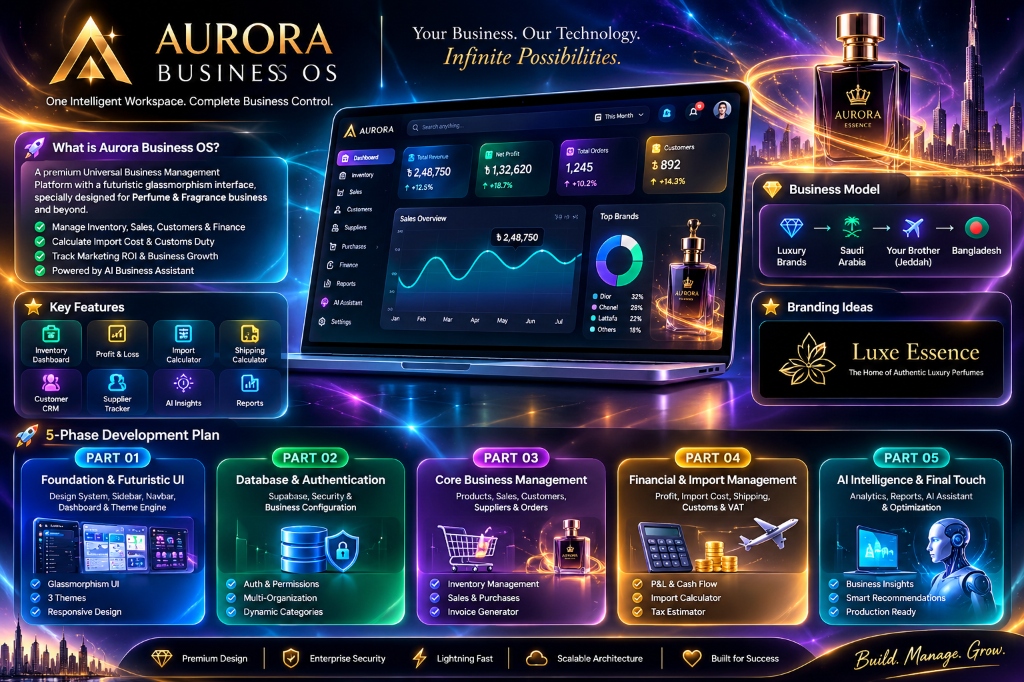 AURORA
BUSINESS OS
One Intelligent Workspace. Complete Business Control.
Your Business. Our Technology.
Infinite Possibilities.
What is Aurora Business OS?
A premium Universal Business Management
Platform with a futuristic glassmorphism interface,
specially designed for Perfume & Fragrance business
and beyond.
Manage Inventory, Sales, Customers & Finance
Calculate Import Cost & Customs Duty
Track Marketing ROI & Business Growth
Powered by AI Business Assistant
Key Features
Inventory
Dashboard
Profit & Loss
Import
Calculator
Shipping
Calculator
Customer
CRM
Supplier
Tracker
AI Insights
Reports
AURORA
Search anything...
This Month
Dashboard
Inventory
Sales
Customers
Suppliers
Purchases
Finance
Reports
AI Assistant
Settings
Total Revenue
৳ 2,48,750
↑ +12.5%
Net Profit
৳ 1,32,620
↑ +18.7%
Total Orders
1,245
↑ +10.2%
Customers
৳ 892
↑ +14.3%
Sales Overview
৳ 2,48,750
Jan
Feb
Mar
Apr
May
Jun
Jul
Top Brands
Dior 32%
Chanel 28%
Lattafa 22%
Others 18%
AURORA
AURORA
ESSENCE
Business Model
Luxury
Brands
Saudi
Arabia
Your Brother
(Jeddah)
Bangladesh
Branding Ideas
Luxe Essence
The Home of Authentic Luxury Perfumes
5-Phase Development Plan
PART 01
Foundation & Futuristic UI
Design System, Sidebar, Navbar,
Dashboard & Theme Engine
Glassmorphism UI
3 Themes
Responsive Design
PART 02
Database & Authentication
Supabase, Security &
Business Configuration
Auth & Permissions
Multi-Organization
Dynamic Categories
PART 03
Core Business Management
Products, Sales, Customers,
Suppliers & Orders
Inventory Management
Sales & Purchases
Invoice Generator
PART 04
Financial & Import Management
Profit, Import Cost, Shipping,
Customs & VAT
P&L & Cash Flow
Import Calculator
Tax Estimator
PART 05
AI Intelligence & Final Touch
Analytics, Reports, AI Assistant
& Optimization
Business Insights
Smart Recommendations
Production Ready
Premium Design
Enterprise Security
Lightning Fast
Scalable Architecture
Built for Success
Build. Manage. Grow.